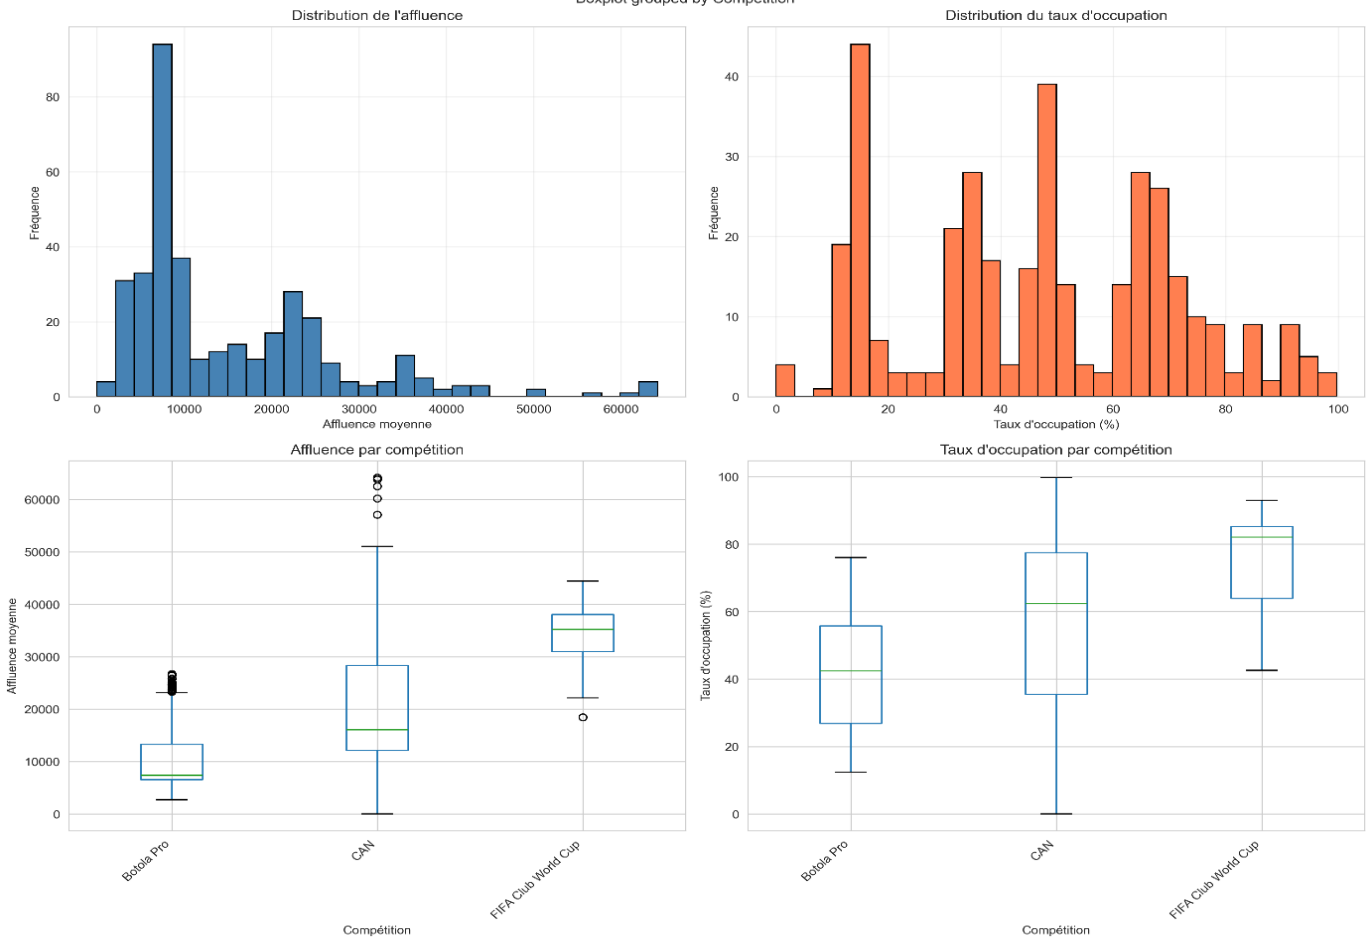 Boxplot grouped by Compétition
Distribution de l'affluence
Distribution du taux d'occupation
Fréquence
80
60
40
20
0
0 10000 20000 30000 40000 50000 60000
Affluence moyenne
Fréquence
40
30
20
10
0
0 20 40 60 80 100
Taux d'occupation (%)
Affluence par compétition
Taux d'occupation par compétition
Affluence moyenne
60000
50000
40000
30000
20000
10000
0
Botola Pro
CAN
FIFA Club World Cup
Compétition
Taux d'occupation (%)
100
80
60
40
20
0
Botola Pro
CAN
FIFA Club World Cup
Compétition